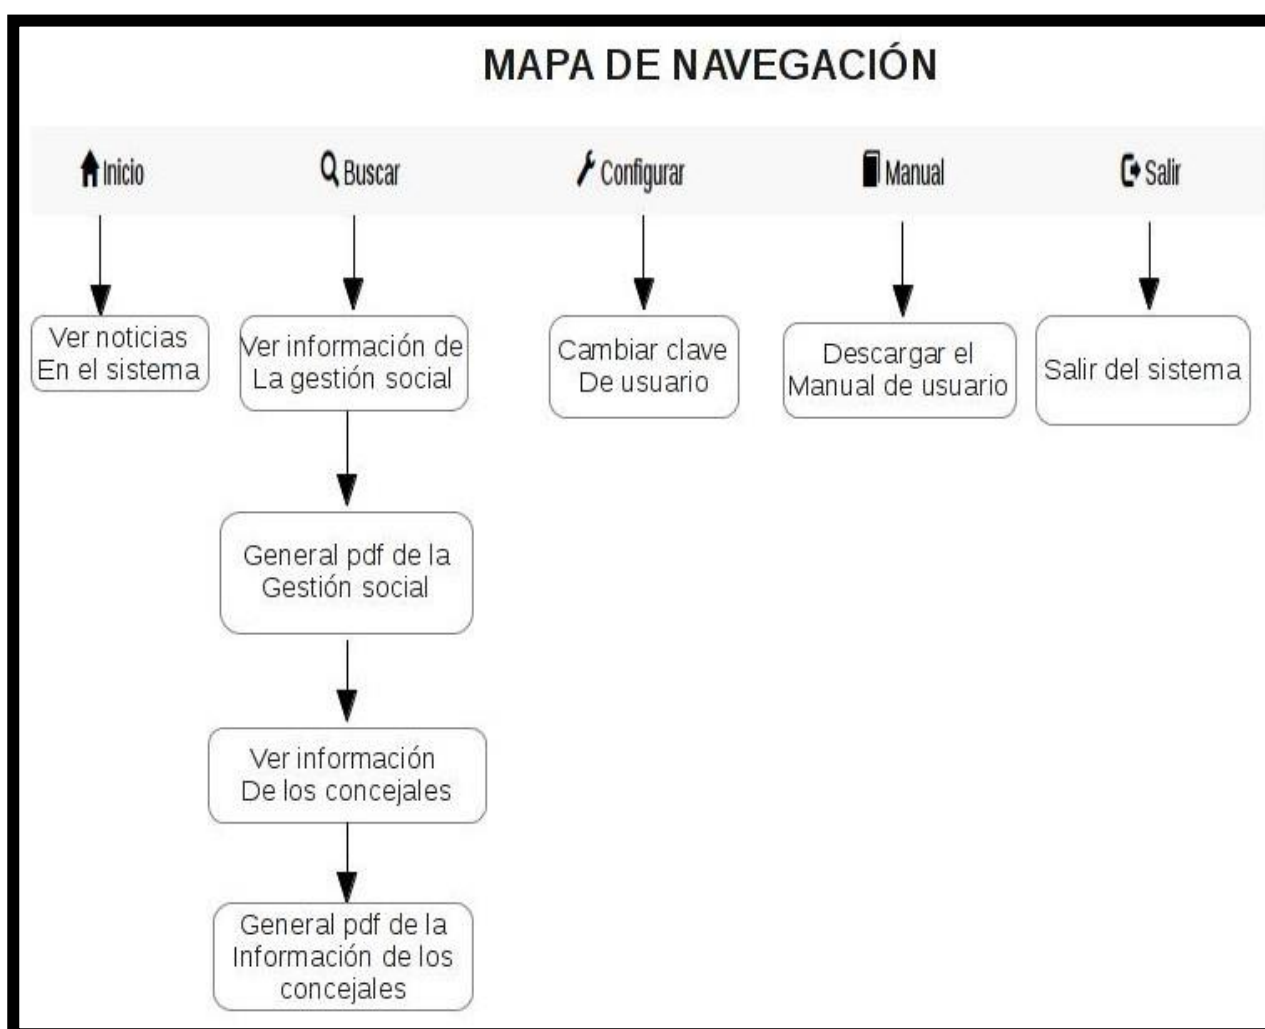 MAPA DE NAVEGACIÓN
Inicio
Buscar
Configurar
Manual
Salir
Ver noticias
En el sistema
Ver información de
La gestión social
Cambiar clave
De usuario
Descargar el
Manual de usuario
Salir del sistema
General pdf de la
Gestión social
Ver información
De los concejales
General pdf de la
Información de los
concejales